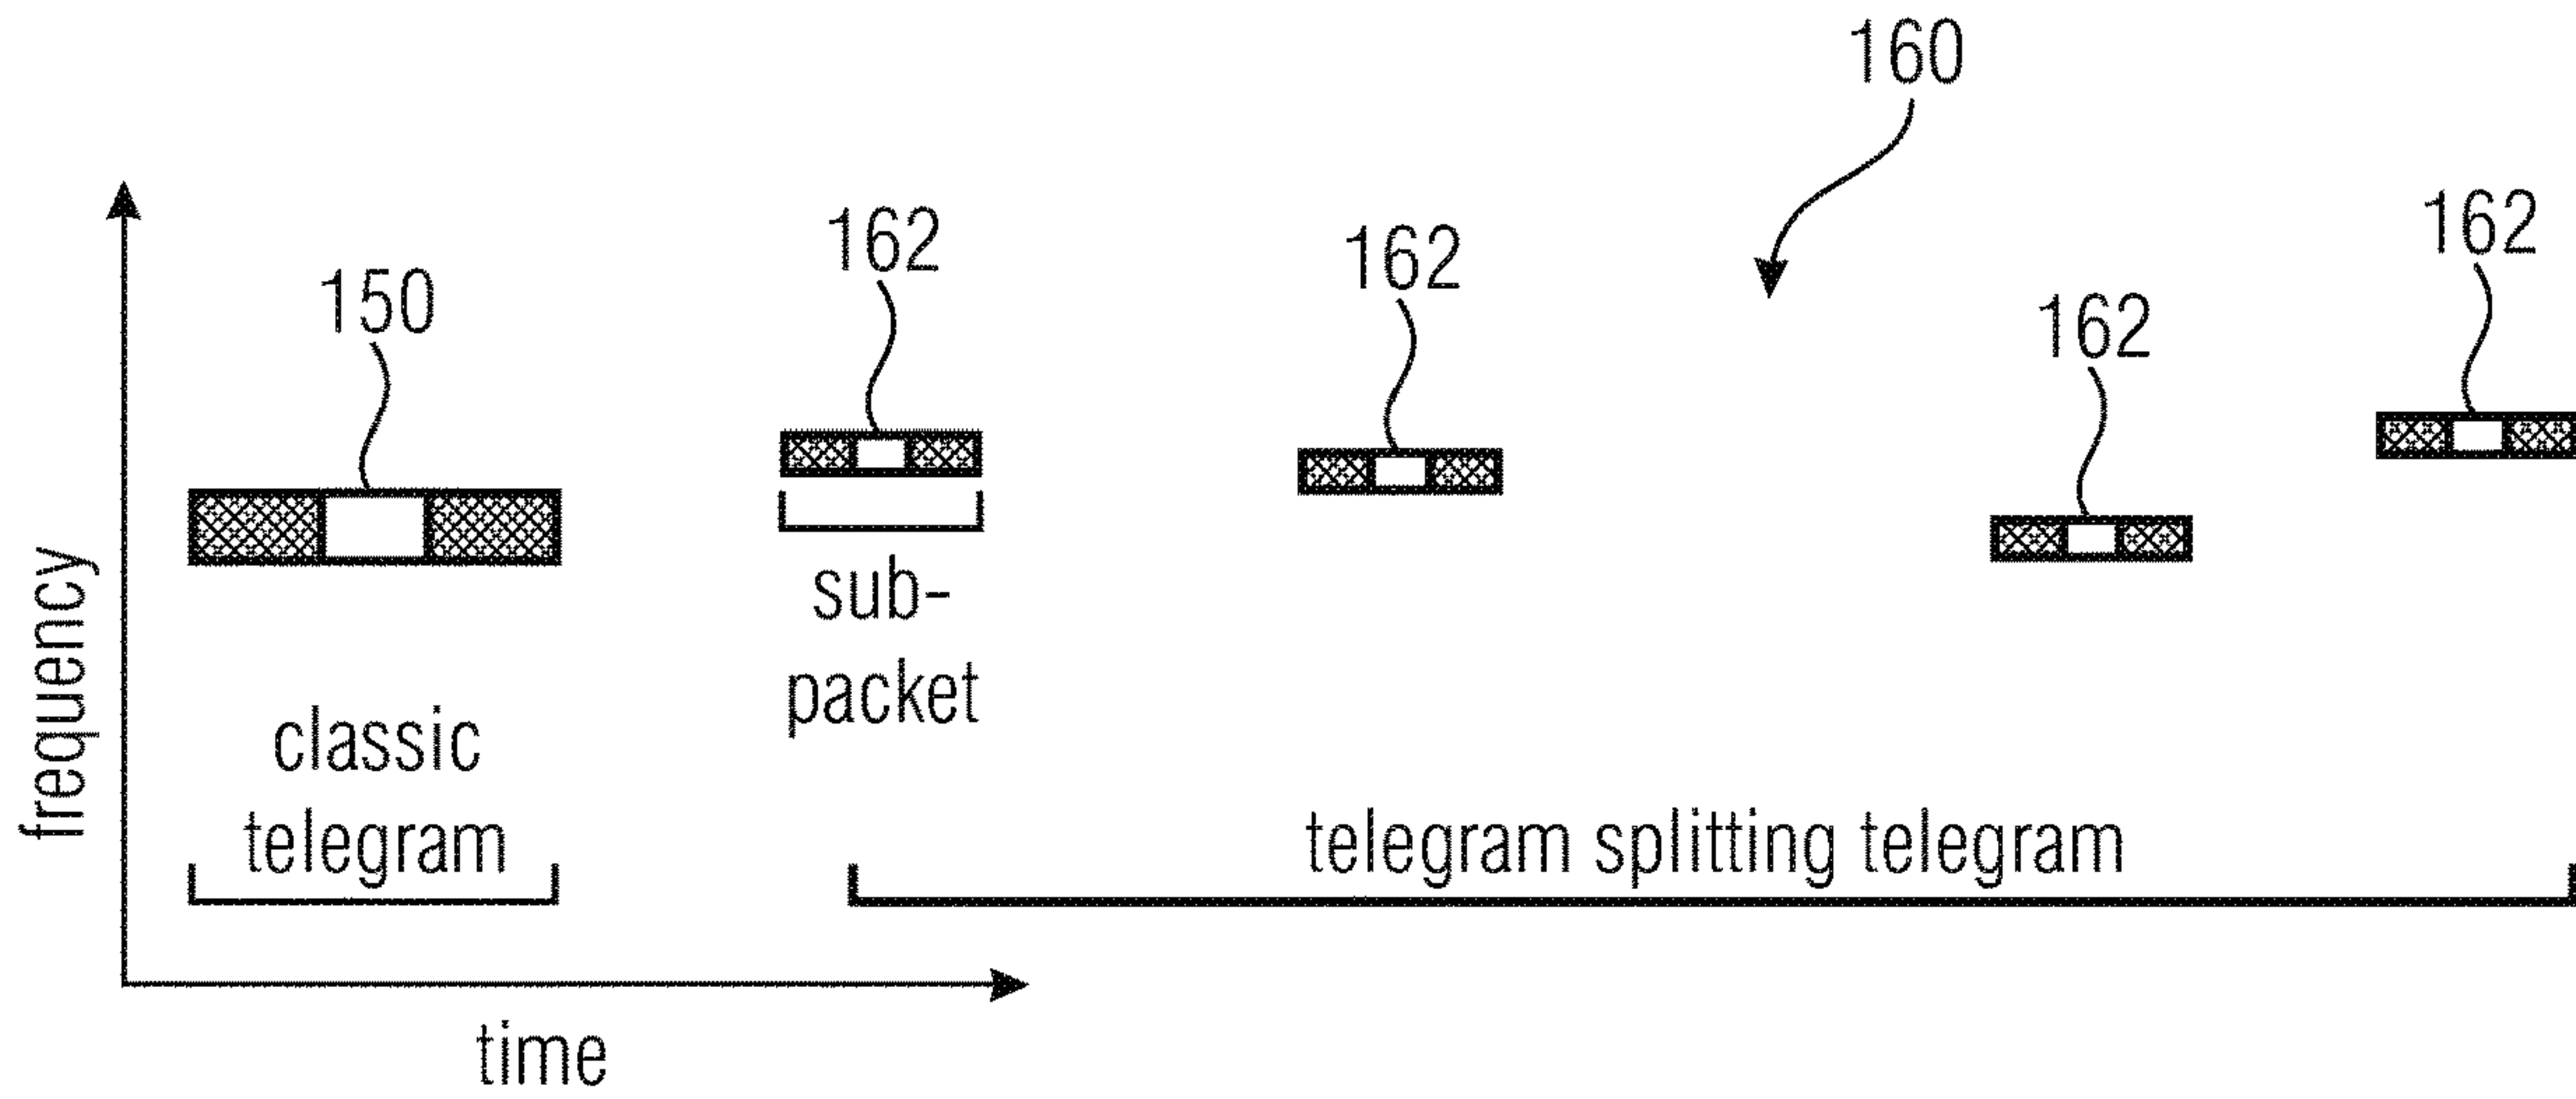 160
162
162
162
150
162
sub-
packet
frequency
classic
telegram
telegram splitting telegram
time